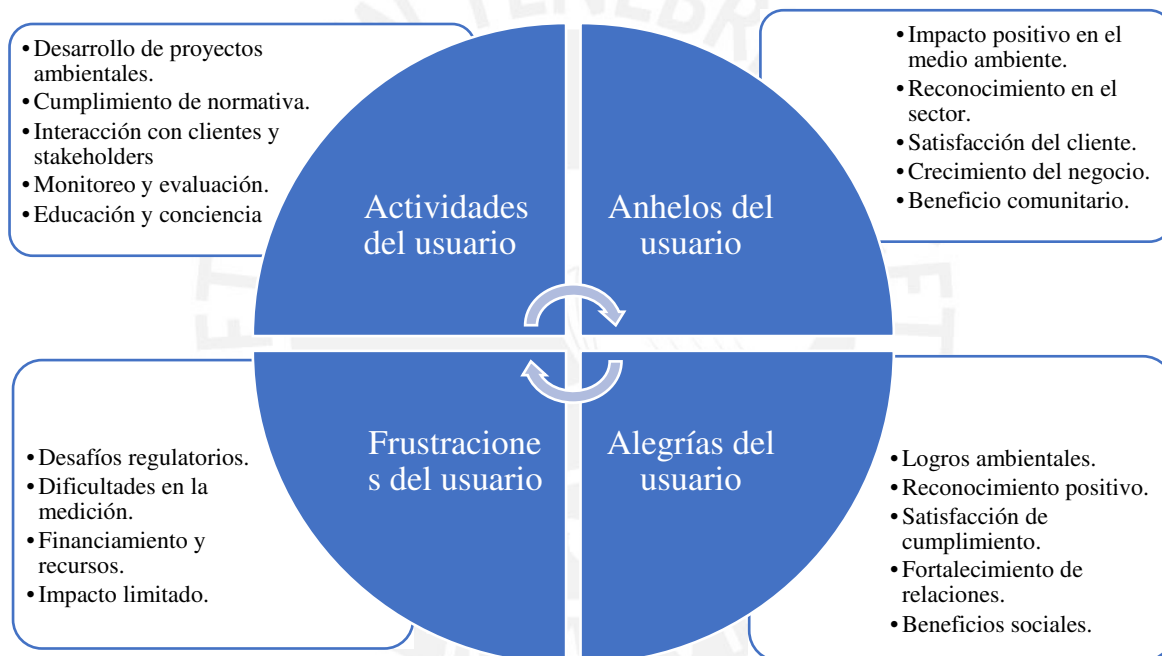 • Desarrollo de proyectos
ambientales.
• Cumplimiento de normativa.
• Interacción con clientes y
stakeholders
• Monitoreo y evaluación.
• Educación y conciencia
Actividades
del usuario
• Impacto positivo en el
medio ambiente.
• Reconocimiento en el
sector.
• Satisfacción del cliente.
• Crecimiento del negocio.
• Beneficio comunitario.
Anhelos del
usuario
• Desafíos regulatorios.
• Dificultades en la
medición.
• Financiamiento y
recursos.
• Impacto limitado.
Frustracione
s del usuario
• Logros ambientales.
• Reconocimiento positivo.
• Satisfacción de
cumplimiento.
• Fortalecimiento de
relaciones.
• Beneficios sociales.
Alegrías del
usuario